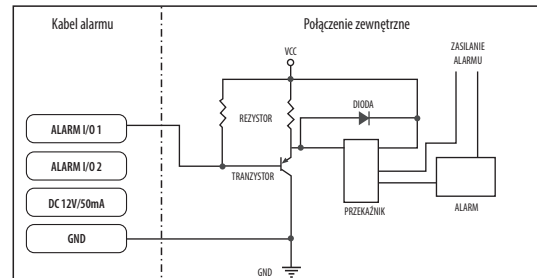 Kabel alarmu
Połączenie zewnętrzne
VCC
ZASILANIE
ALARMU
DIODA
REZYSTOR
ALARM I/O 1
ALARM I/O 2
TRANZYSTOR
DC 12V/50mA
PRZEKAŹNIK
ALARM
GND
GND